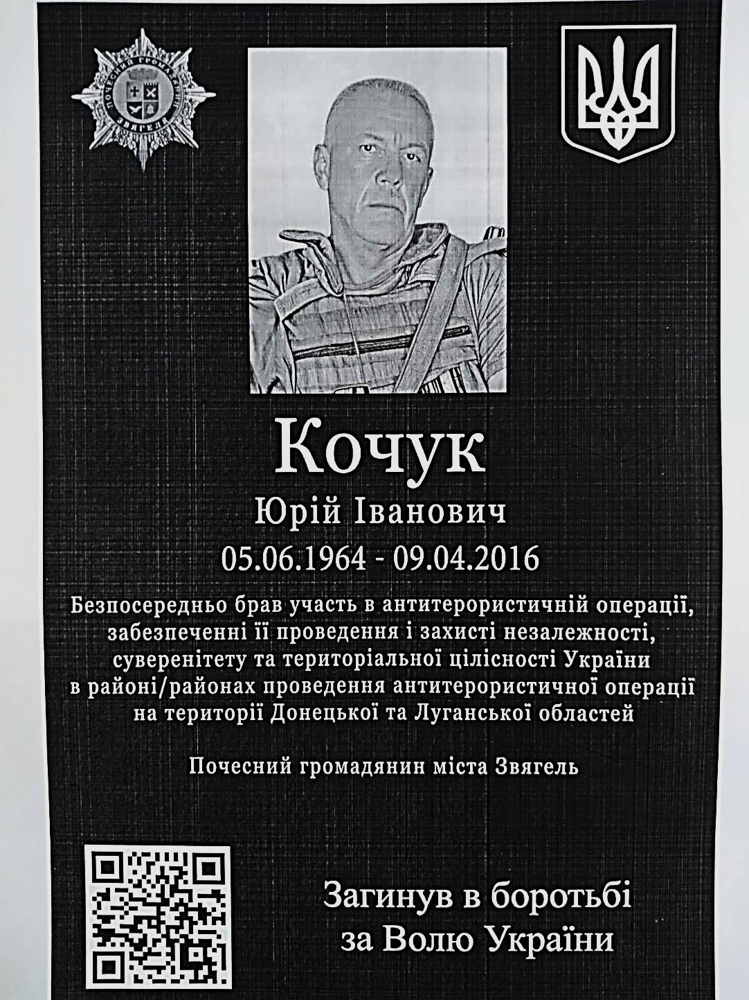 ПОЧЕСНИЙ ГРОМАДЯНИН
ЗВЯГЕЛЯ
Кочук
Юрій Іванович
05.06.1964 - 09.04.2016
Безпосередньо брав участь в антитерористичній операції,
забезпеченні її проведення і захисті незалежності,
суверенітету та територіальної цілісності України
в районі/районах проведення антитерористичної операції
на території Донецької та Луганської областей
Почесний громадянин міста Звягель
Загинув в боротьбі
за Волю України